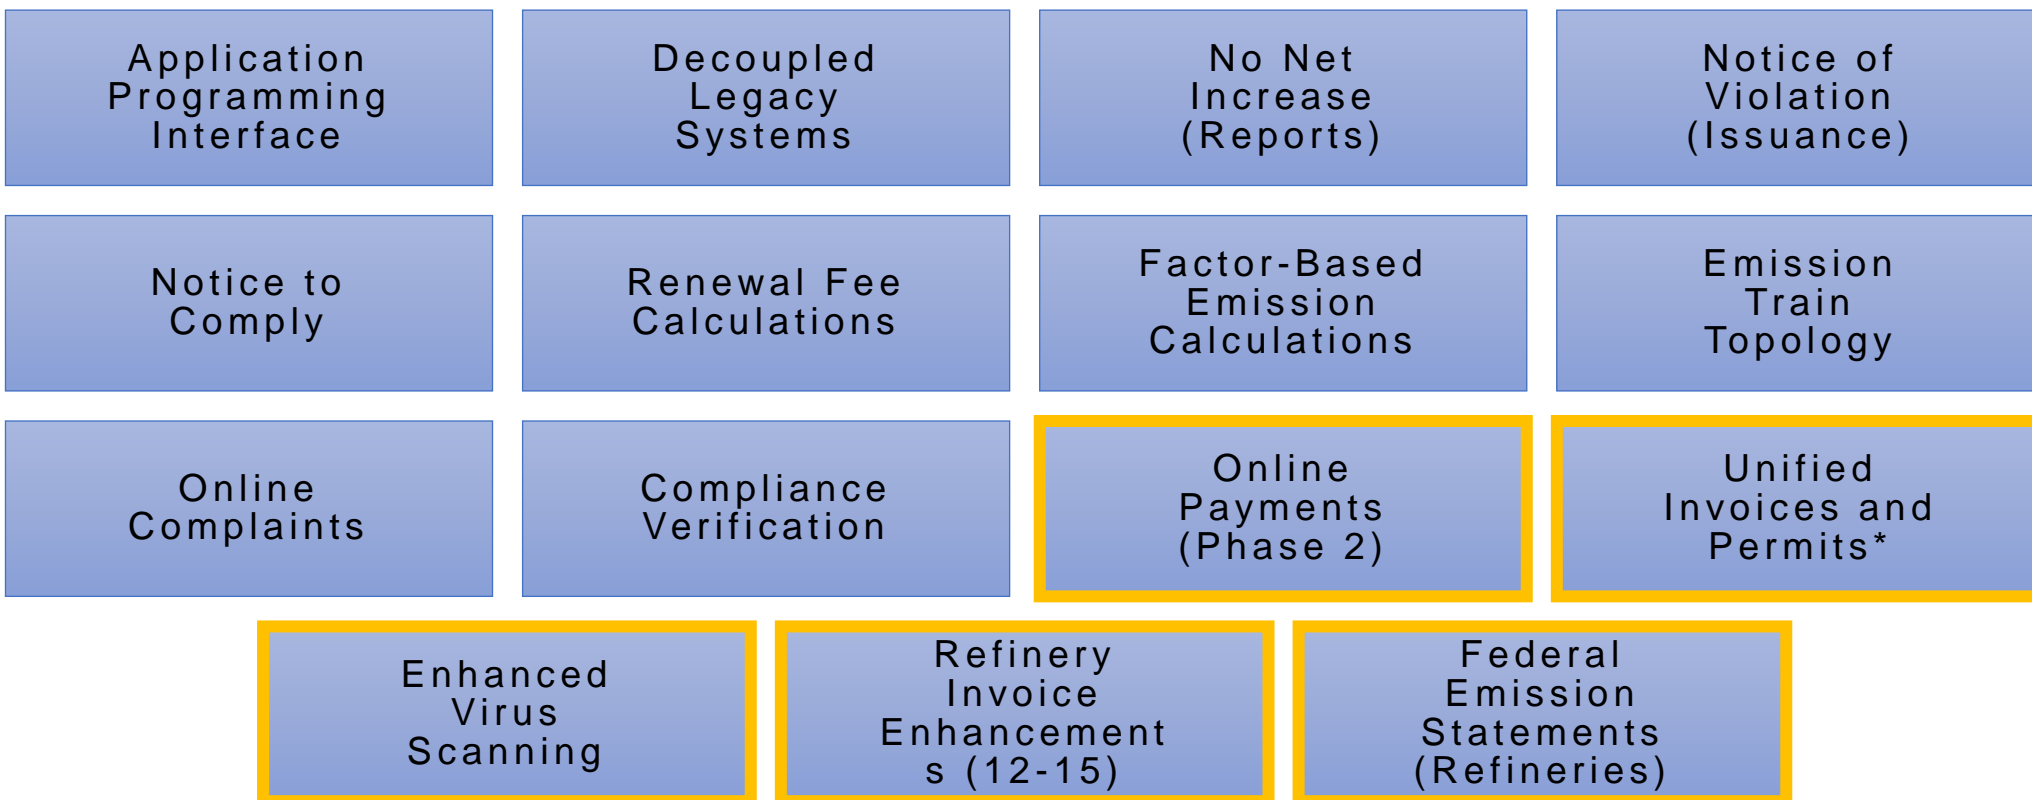 Application
Programming
Interface
Decoupled
Legacy
Systems
No Net
Increase
(Reports)
Notice of
Violation
(Issuance)
Notice to
Comply
Renewal Fee
Calculations
Factor-Based
Emission
Calculations
Emission
Train
Topology
Online
Complaints
Compliance
Verification
Online
Payments
(Phase 2)
Unified
Invoices and
Permits*
Enhanced
Virus
Scanning
Refinery
Invoice
Enhancement
s (12-15)
Federal
Emission
Statements
(Refineries)